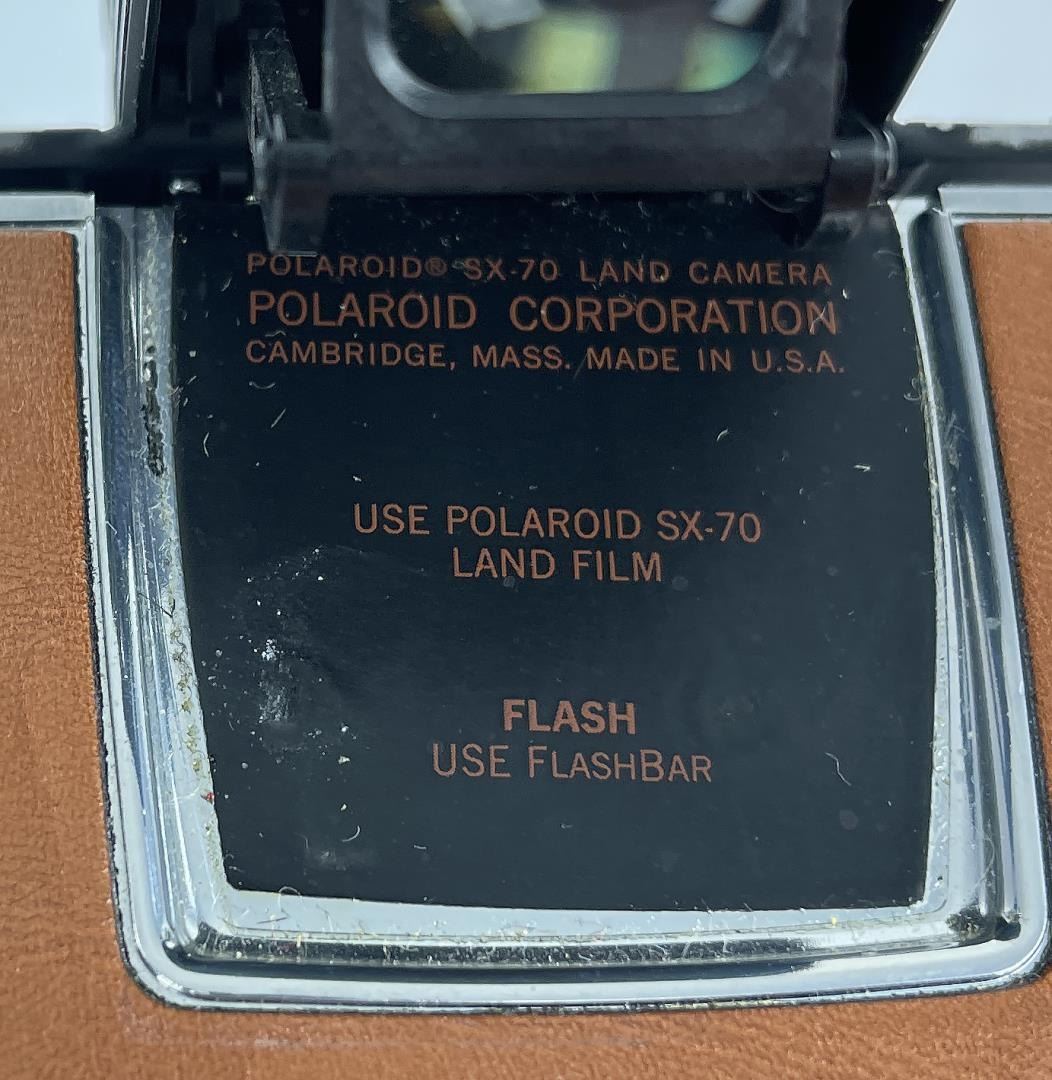 POLAROID® SX-70 LAND CAMERA
POLAROID CORPORATION
CAMBRIDGE, MASS. MADE IN U.S.A.
USE POLAROID SX-70
LAND FILM
FLASH
USE FLASHBAR